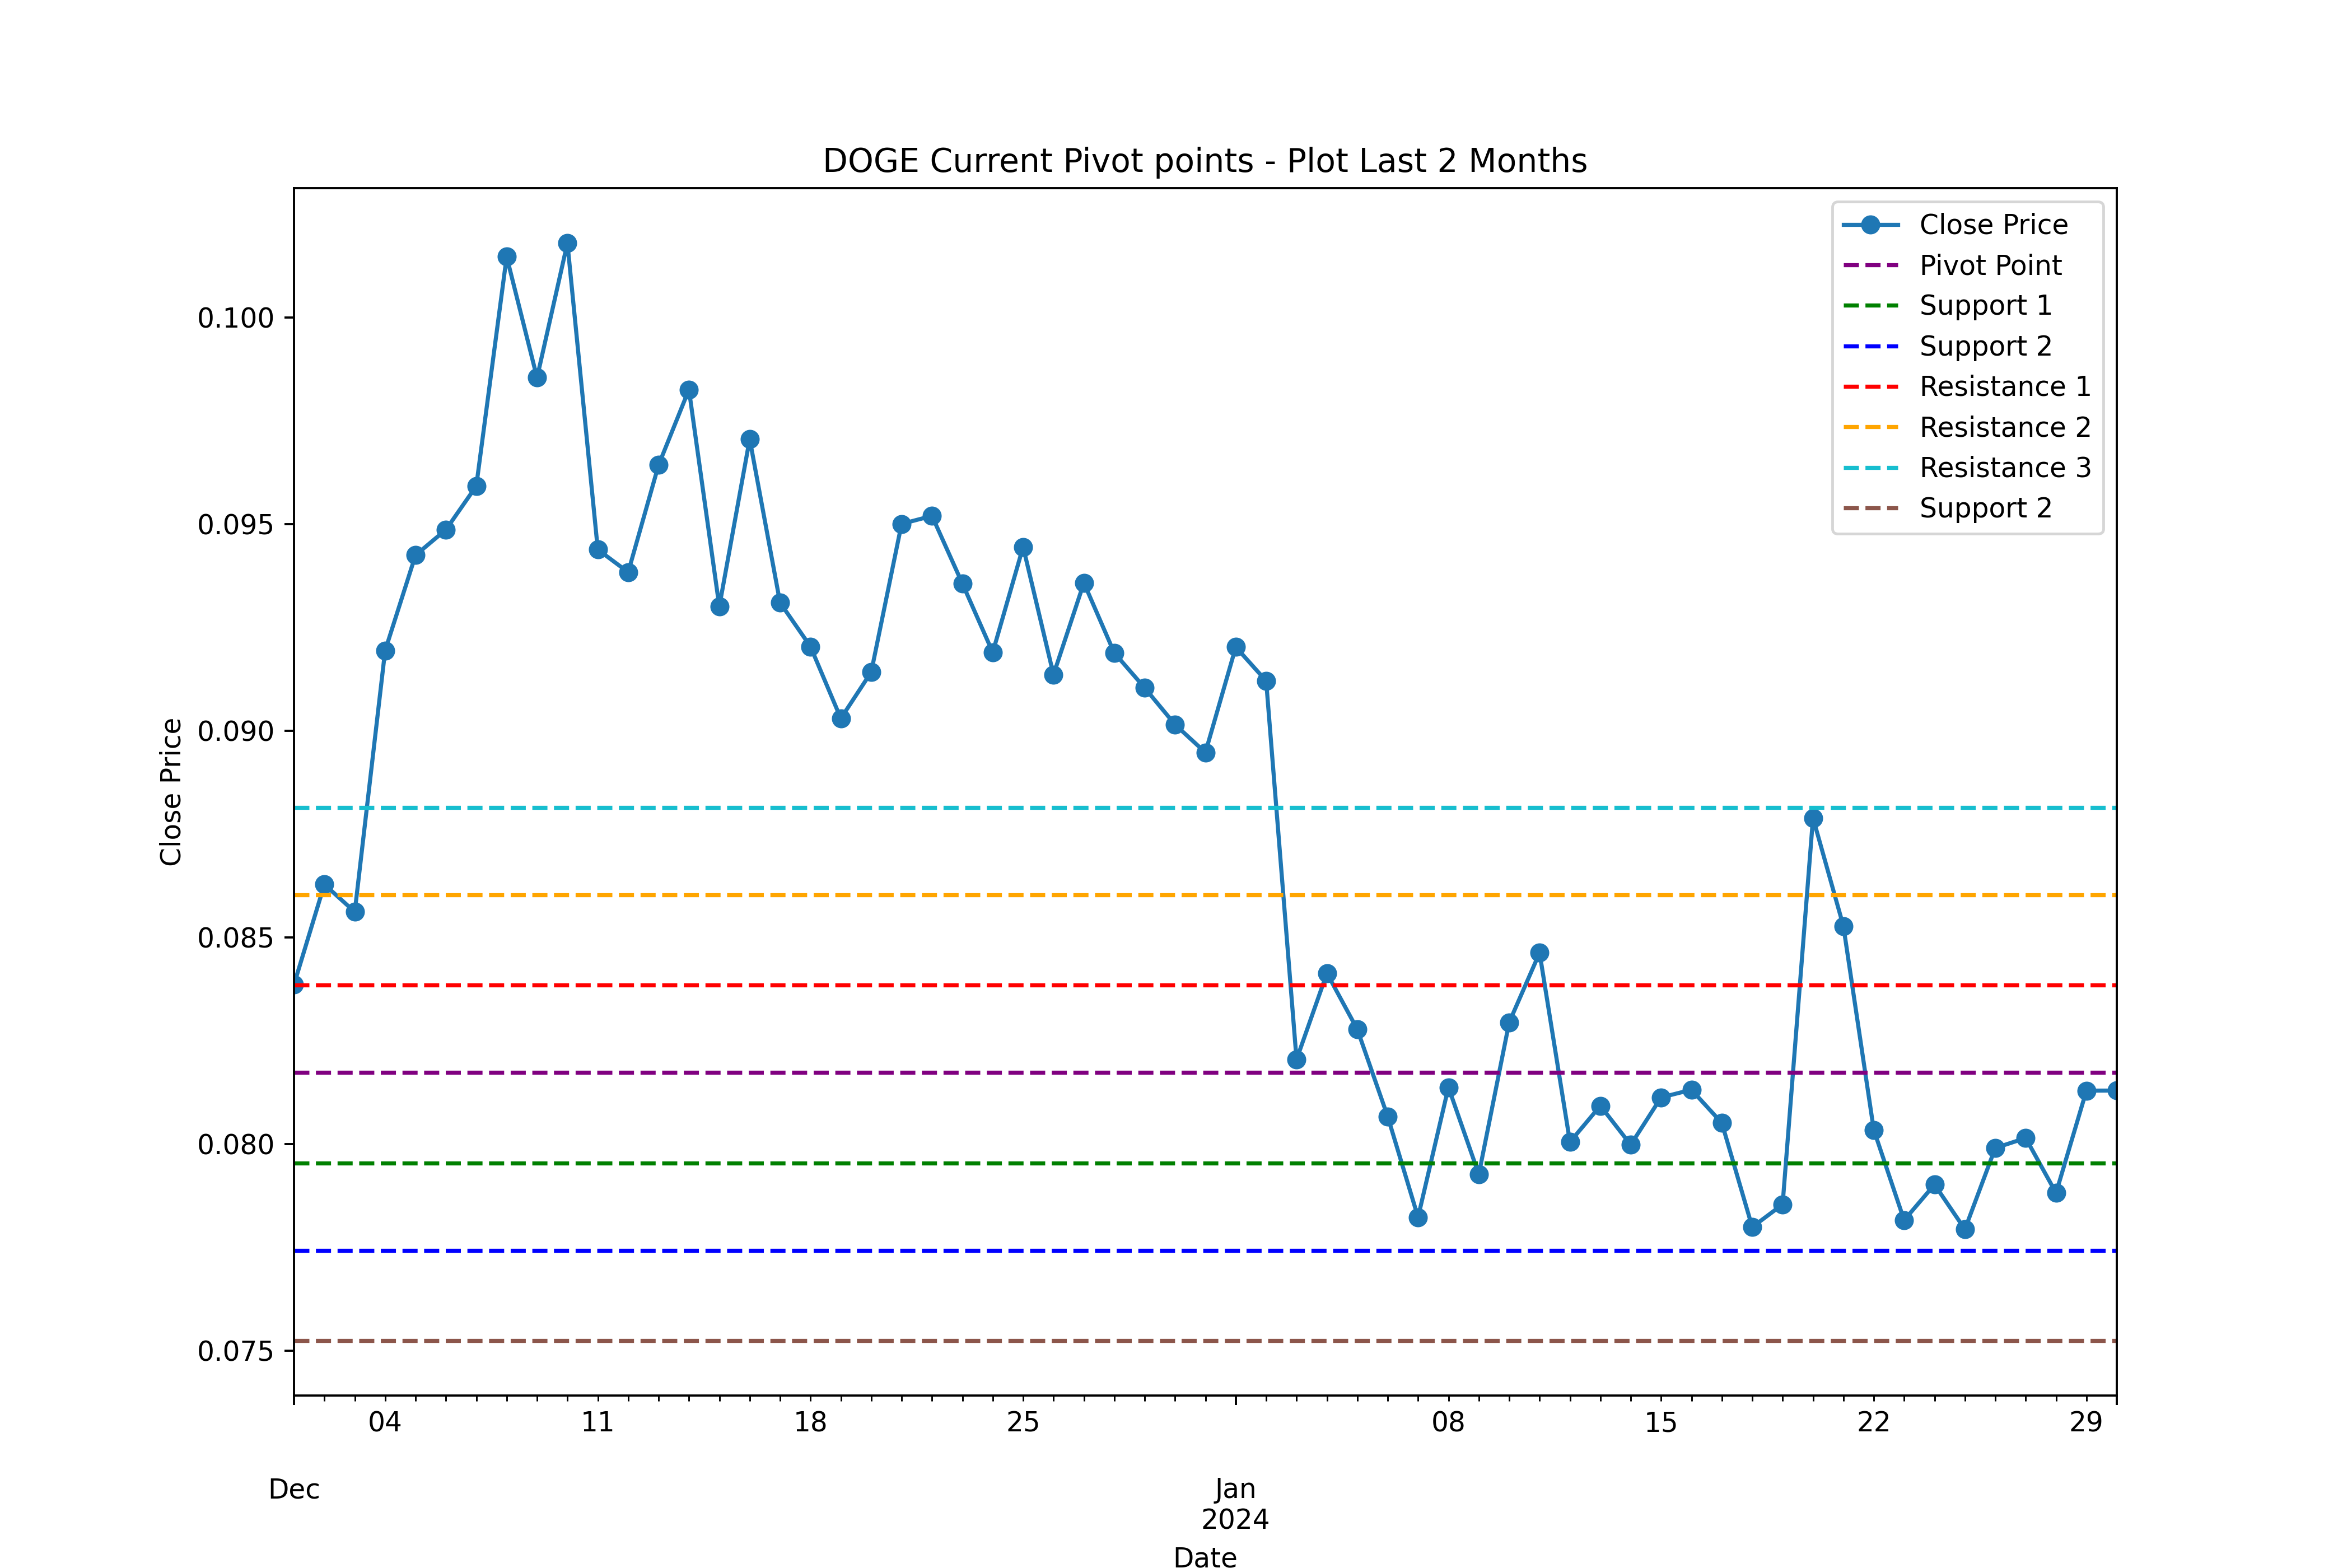 DOGE Current Pivot points - Plot Last 2 Months
Close Price
Pivot Point
Support 1
Support 2
Resistance 1
Resistance 2
Resistance 3
Support 2
Close Price
0.100
0.095
0.090
0.085
0.080
0.075
04
11
18
25
08
15
22
29
Dec
Jan
2024
Date